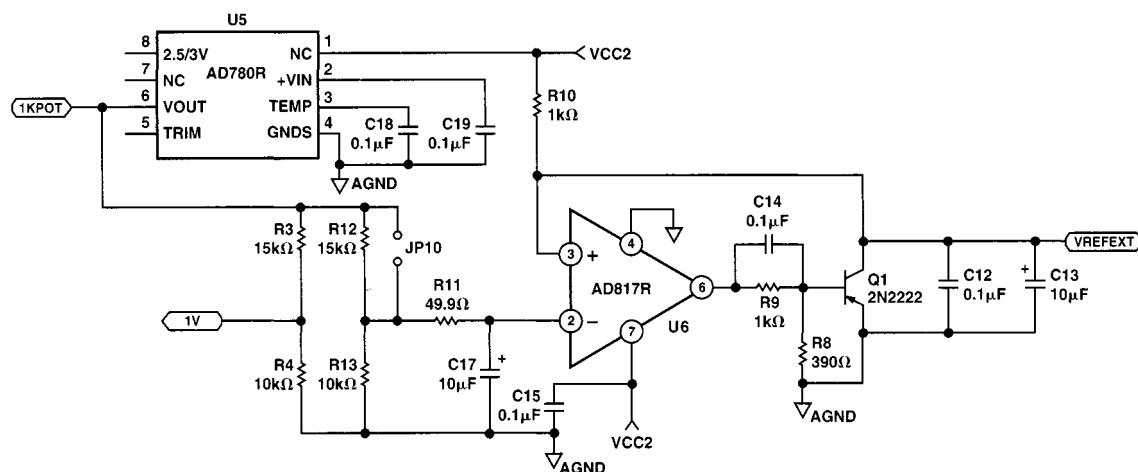 U5
AD780R
8 2.5/3V
7 NC
6 VOUT
5 TRIM
NC 1
+VIN 2
TEMP 3
GNDS 4
1KPOT
VCC2
R10
1kΩ
C18
0.1µF
C19
0.1µF
AGND
R3
15kΩ
R12
15kΩ
JP10
R11
49.9Ω
1V
R4
10kΩ
R13
10kΩ
C17
+
10µF
C15
0.1µF
AGND
3 +
2 −
4
6
7
AD817R
U6
VCC2
C14
0.1µF
R9
1kΩ
R8
390Ω
AGND
Q1
2N2222
C12
0.1µF
+
C13
10µF
VREFEXT